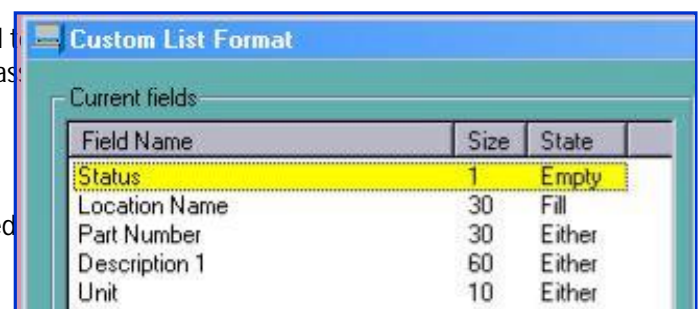 Custom List Format
Current fields
Field Name Size State
Status 1 Empty
Location Name 30 Fill
Part Number 30 Either
Description 1 60 Either
Unit 10 Either